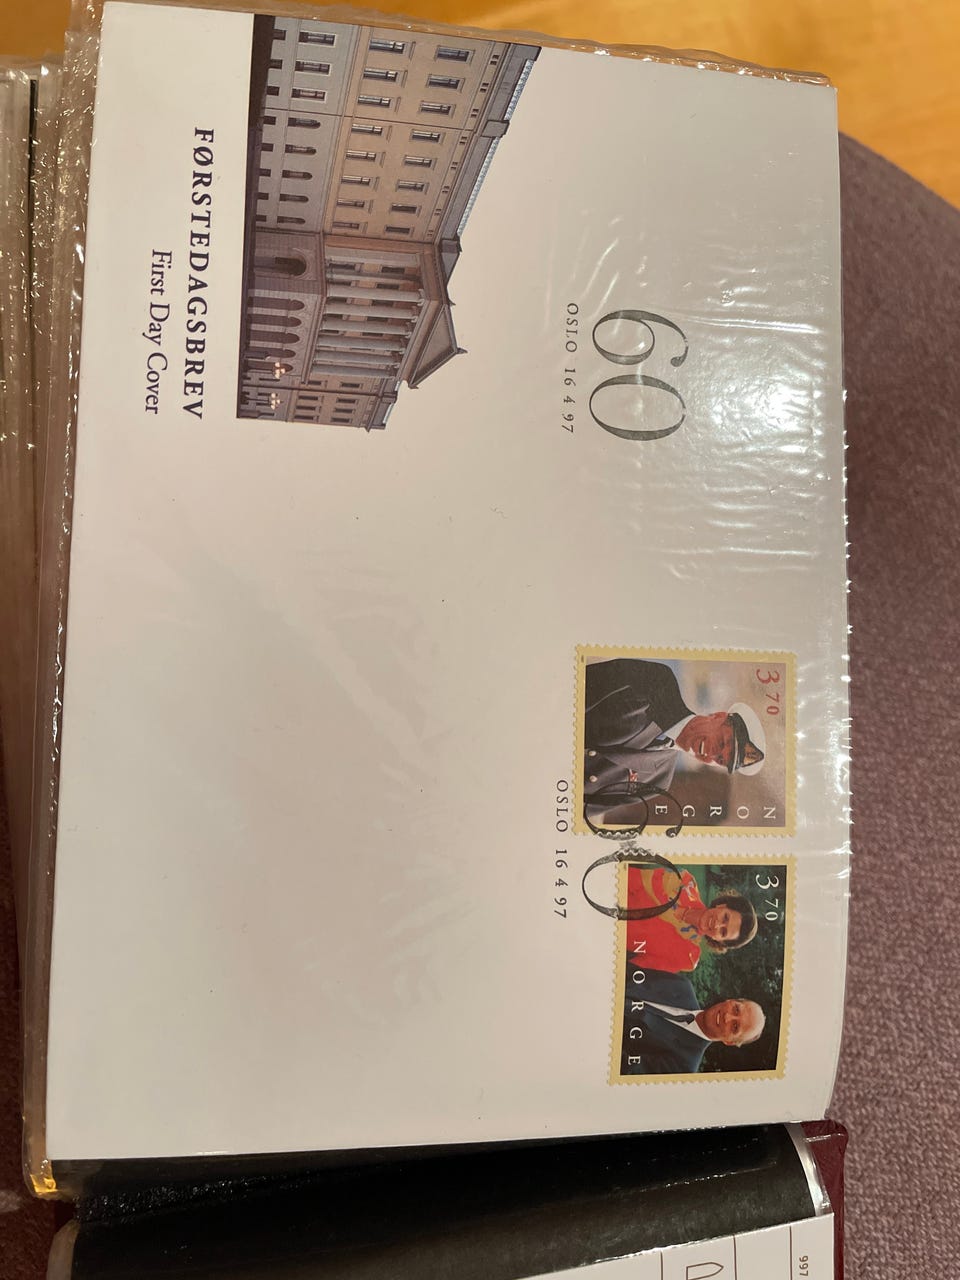 60
OSLO 16 4 97
3 70
NORGE
3 70
NORGE
60
OSLO 16 4 97
FØRSTEDAGSBREV
First Day Cover
997